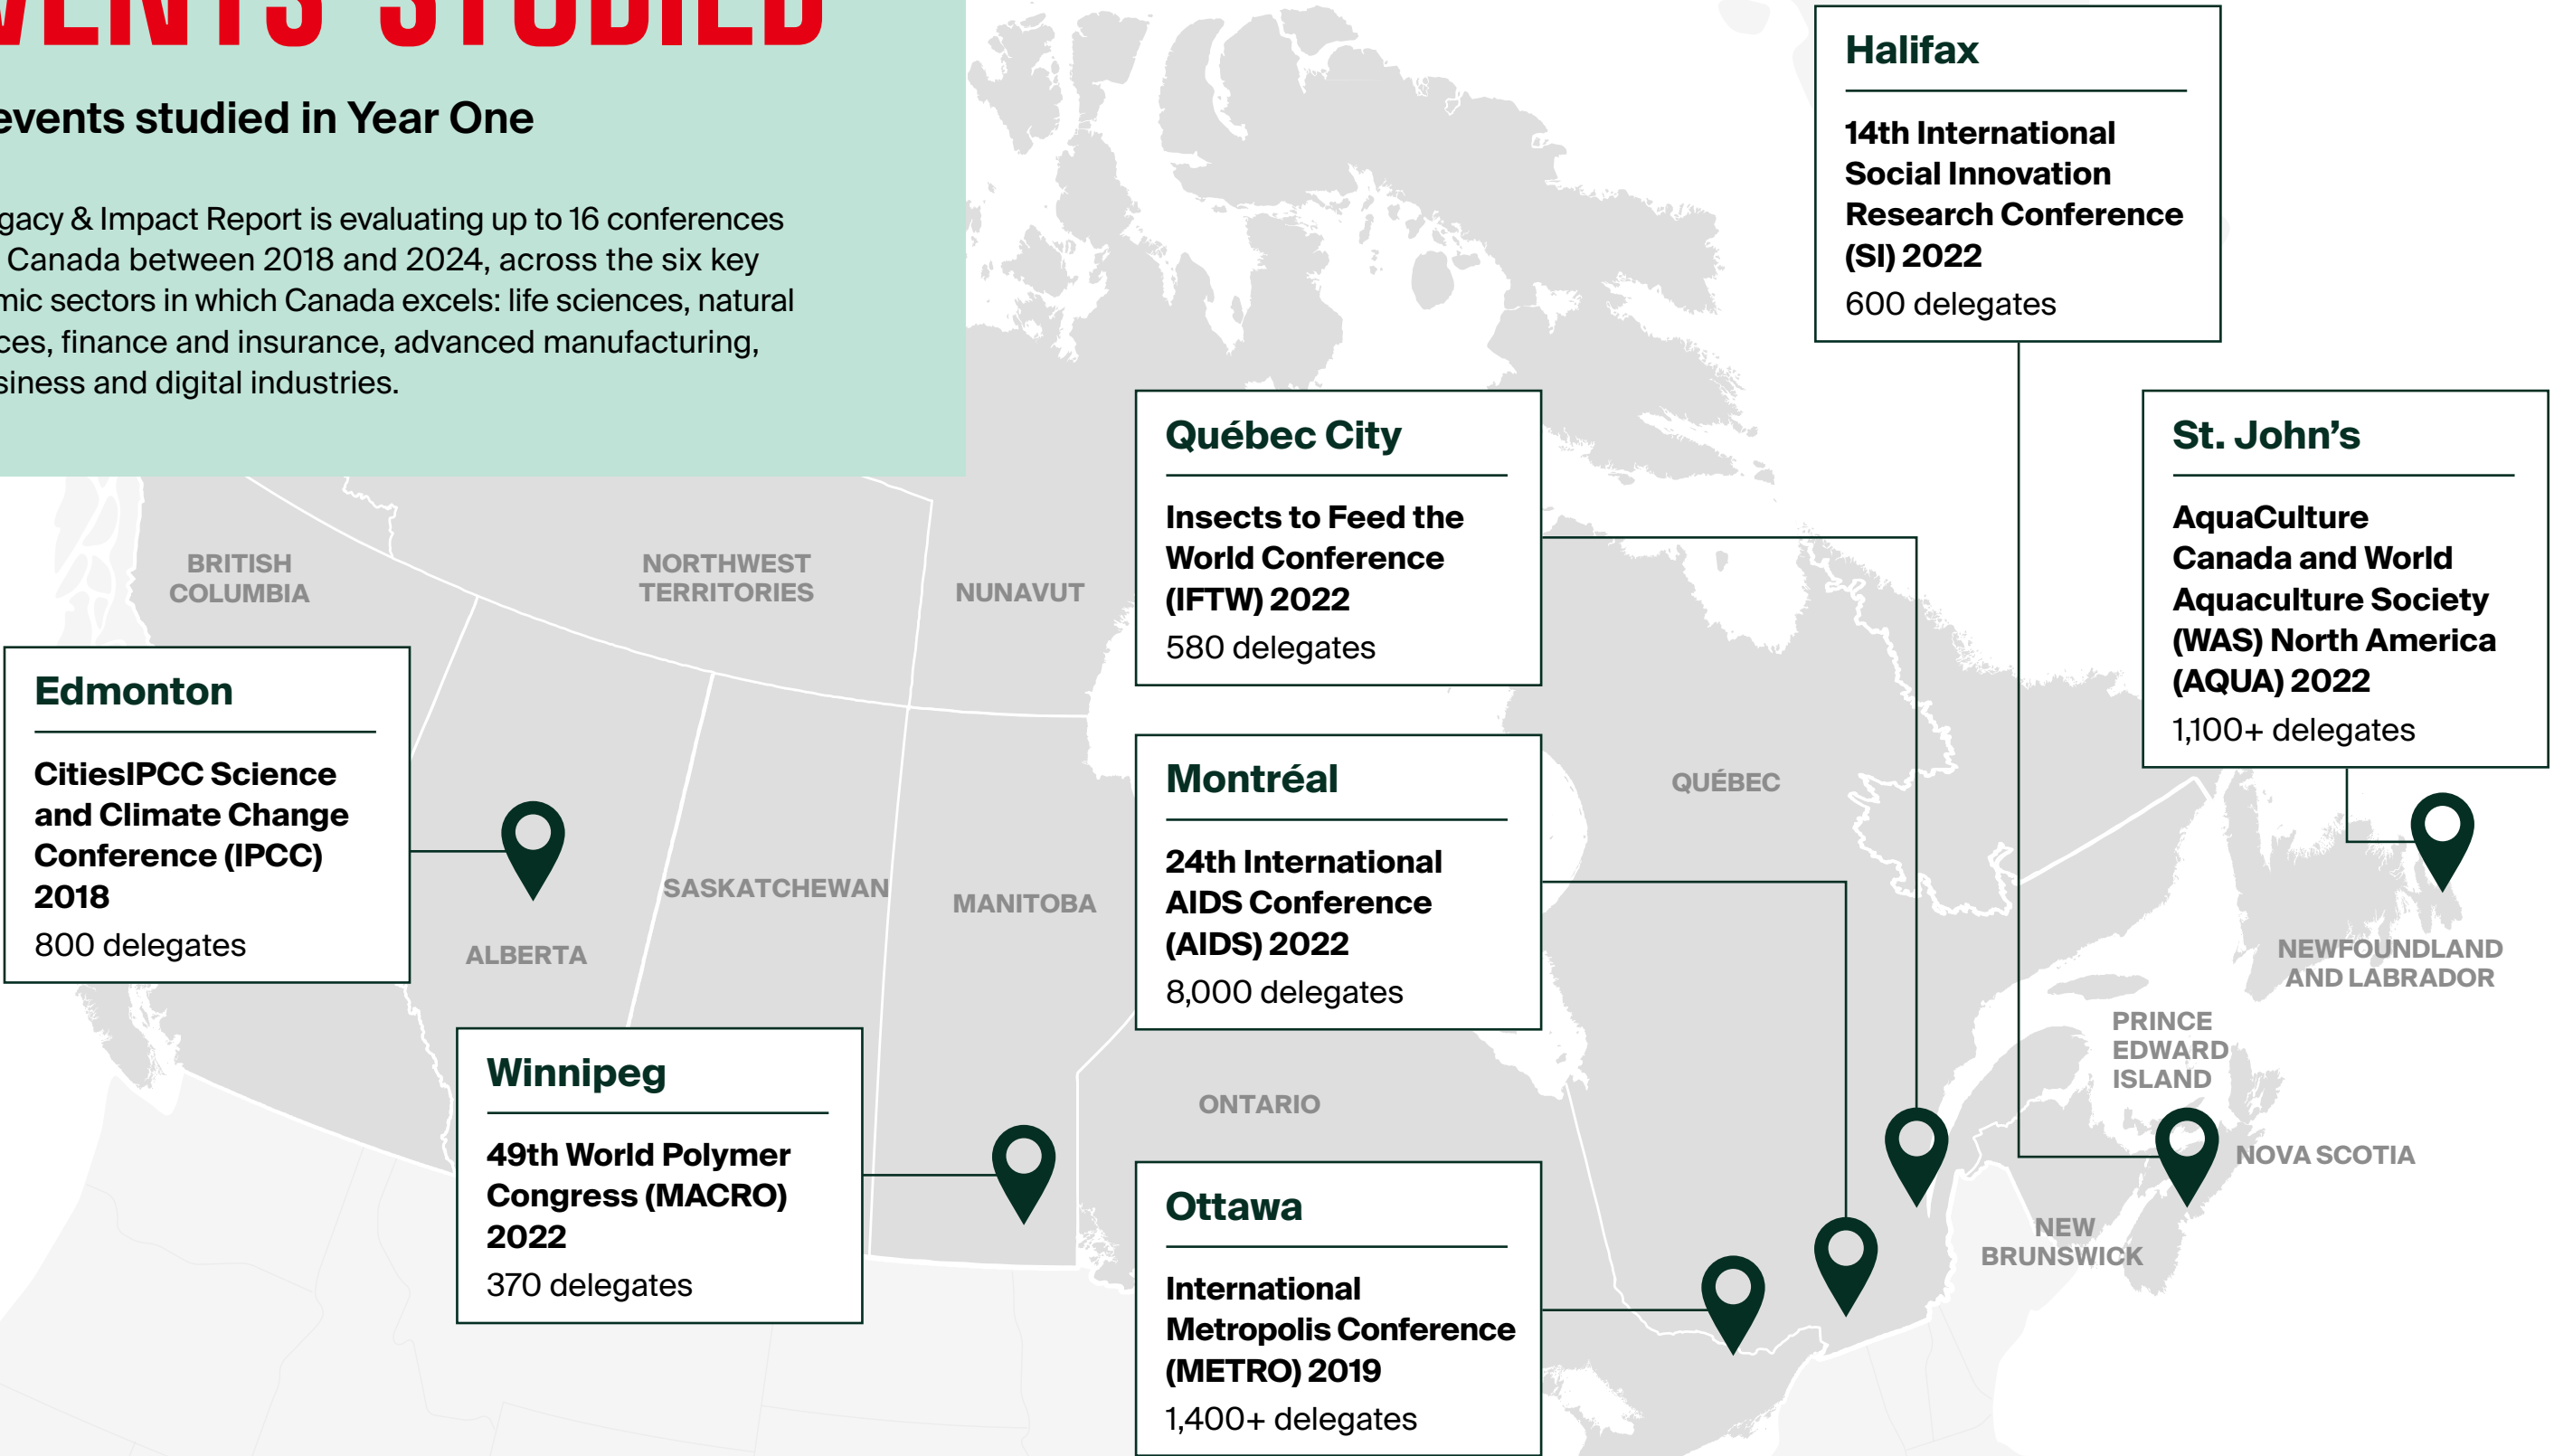 EVENTS STUDIED
events studied in Year One
gacy & Impact Report is evaluating up to 16 conferences
Canada between 2018 and 2024, across the six key
mic sectors in which Canada excels: life sciences, natural
ces, finance and insurance, advanced manufacturing,
siness and digital industries.
Halifax
14th International
Social Innovation
Research Conference
(SI) 2022
600 delegates
Québec City
Insects to Feed the
World Conference
(IFTW) 2022
580 delegates
St. John’s
AquaCulture
Canada and World
Aquaculture Society
(WAS) North America
(AQUA) 2022
1,100+ delegates
BRITISH
COLUMBIA
NORTHWEST
TERRITORIES
NUNAVUT
Edmonton
CitiesIPCC Science
and Climate Change
Conference (IPCC)
2018
800 delegates
Montréal
24th International
AIDS Conference
(AIDS) 2022
8,000 delegates
QUÉBEC
SASKATCHEWAN
MANITOBA
ALBERTA
NEWFOUNDLAND
AND LABRADOR
PRINCE
EDWARD
ISLAND
Winnipeg
49th World Polymer
Congress (MACRO)
2022
370 delegates
ONTARIO
NOVA SCOTIA
NEW
BRUNSWICK
Ottawa
International
Metropolis Conference
(METRO) 2019
1,400+ delegates